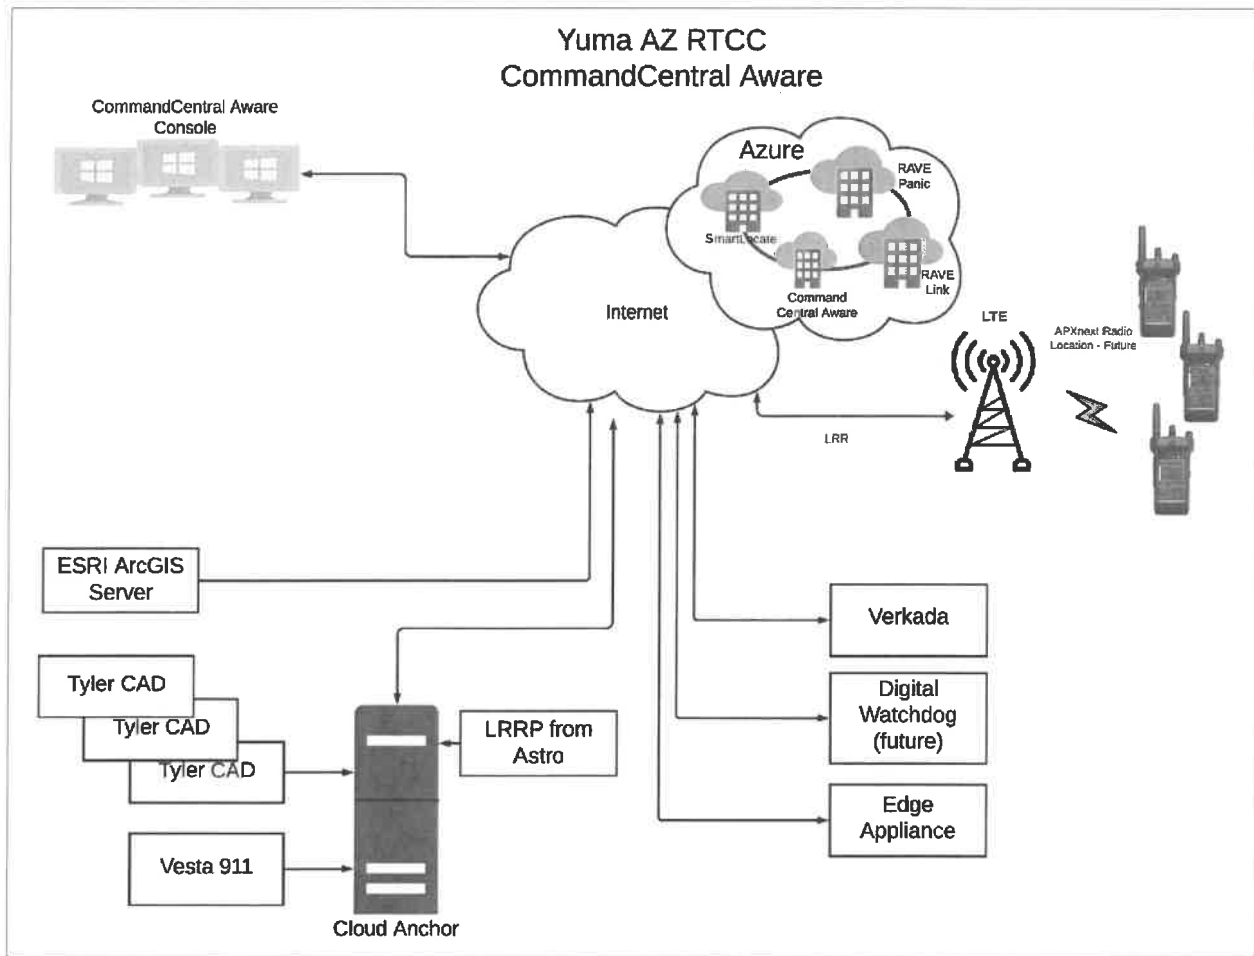 Yuma AZ RTCC
CommandCentral Aware
CommandCentral Aware
Console
Azure
RAVE
Panic
SmartLocate
RAVE
Link
Command
Central Aware
Internet
LTE
APXnext Radio
Location - Future
LRR
ESRI ArcGIS
Server
Verkada
Tyler CAD
Tyler CAD
Tyler CAD
LRRP from
Astro
Digital
Watchdog
(future)
Edge
Appliance
Vesta 911
Cloud Anchor